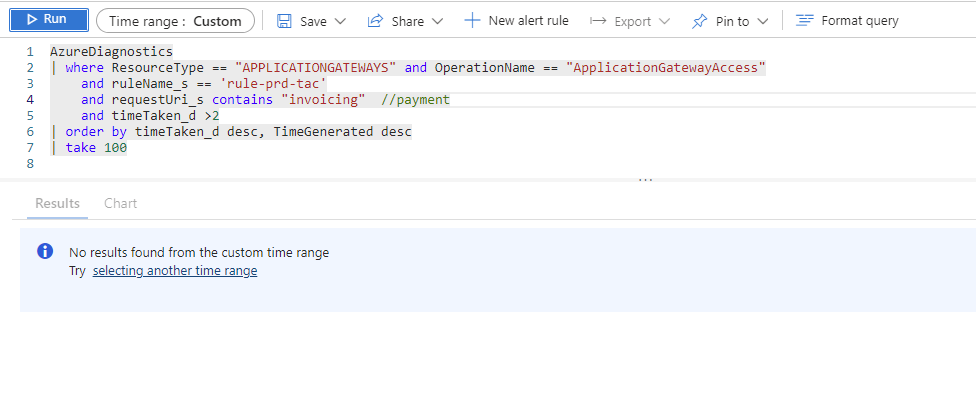 Run Time range : Custom Save Share New alert rule Export Pin to Format query
1 AzureDiagnostics
2 | where ResourceType == "APPLICATIONGATEWAYS" and OperationName == "ApplicationGatewayAccess"
3 and ruleName_s == 'rule-prd-tac'
4 and requestUri_s contains "invoicing" //payment
5 and timeTaken_d >2
6 | order by timeTaken_d desc, TimeGenerated desc
7 | take 100
8
...
Results Chart
No results found from the custom time range
Try selecting another time range